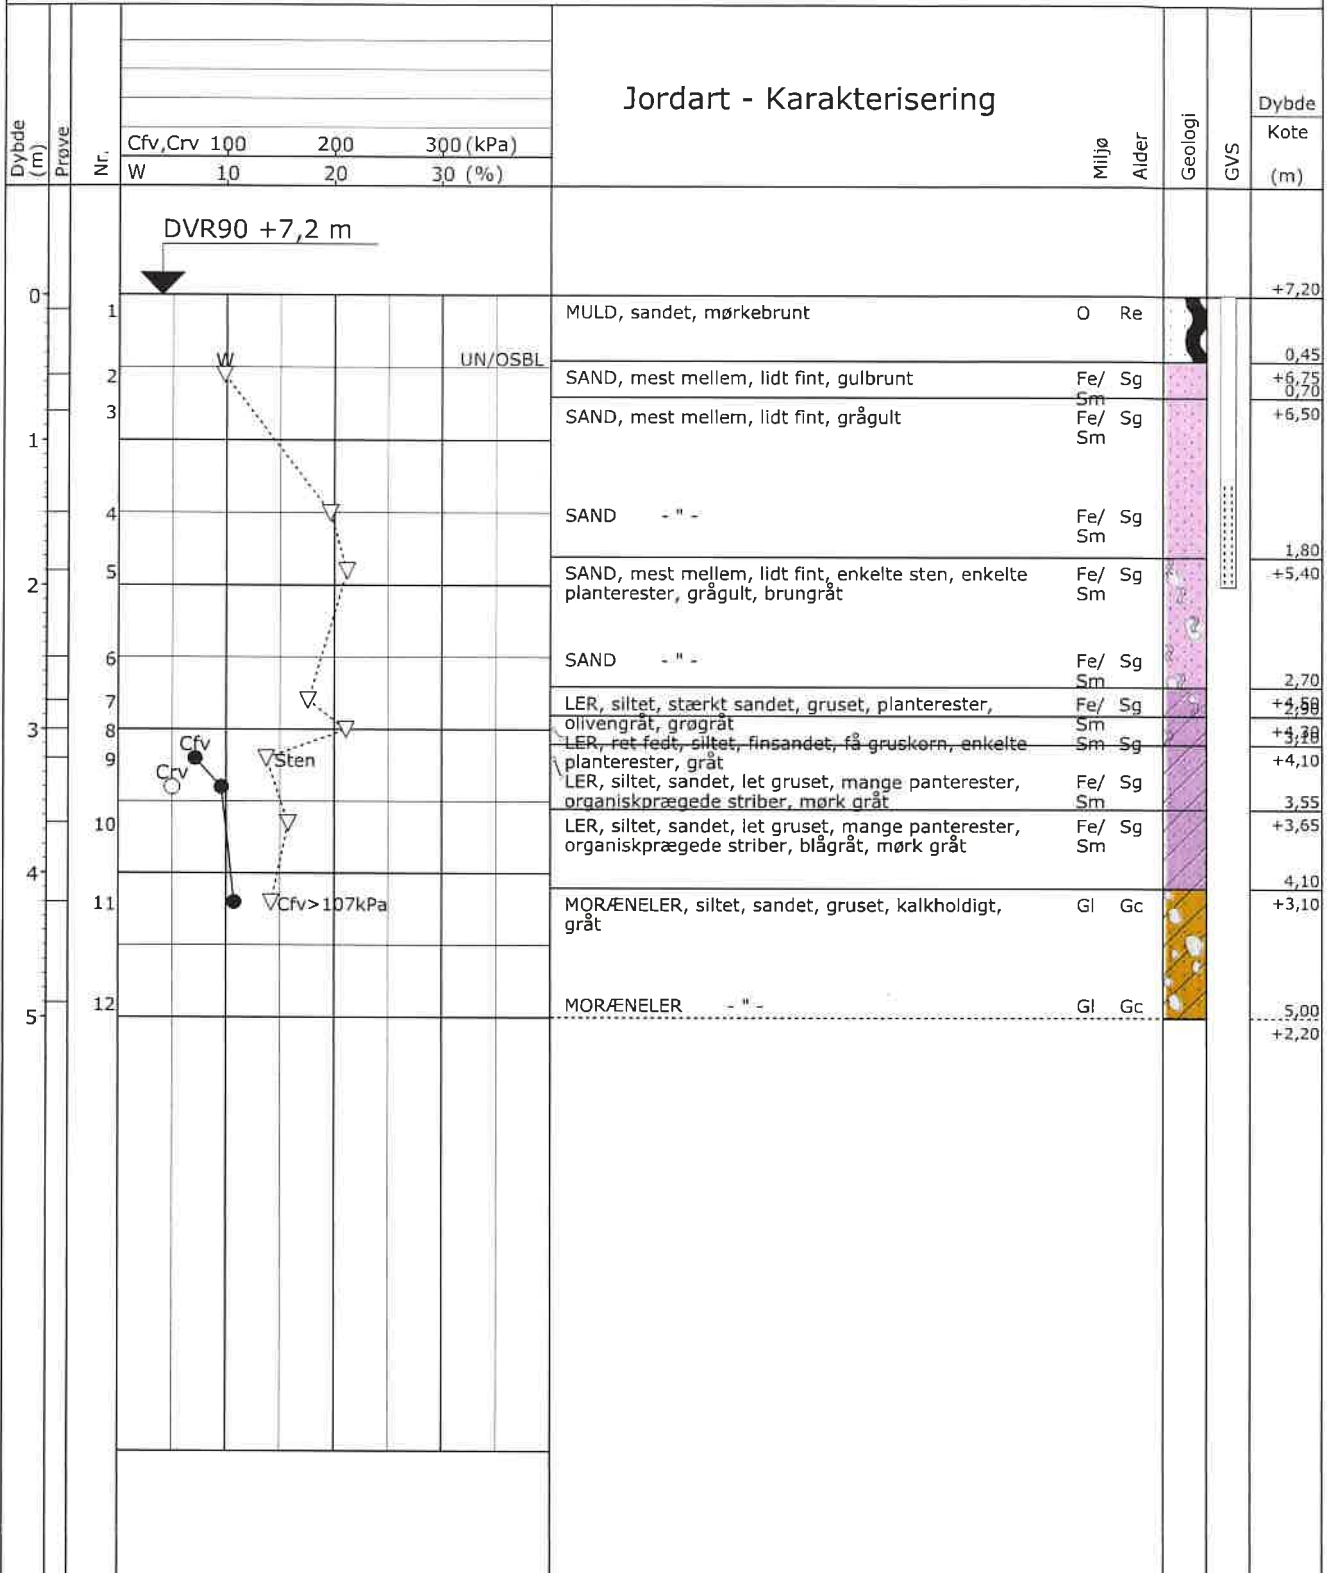 Jordart - Karakterisering
Dybde (m)
Prøve
Nr.
Cfv,Crv 100 200 300 (kPa)
W 10 20 30 (%)
Miljø
Alder
Geologi
GVS
Dybde
Kote
(m)
DVR90 +7,2 m
0 +7,20
1 MULD, sandet, mørkebrunt O Re
0,45
W UN/OSBL
2 SAND, mest mellem, lidt fint, gulbrunt Fe/ Sg +6,75
Sm 0,70
3 SAND, mest mellem, lidt fint, grågult Fe/ Sg +6,50
1 Sm
4 SAND - " - Fe/ Sg
Sm
1,80
5 SAND, mest mellem, lidt fint, enkelte sten, enkelte Fe/ Sg +5,40
2 planterester, grågult, brungråt Sm
6 SAND - " - Fe/ Sg
Sm 2,70
7 LER, siltet, stærkt sandet, gruset, planterester, Fe/ Sg +4,50
2,90
olivengråt, grøgråt Sm
3 8 +4,30
3,10
Cfv LER, ret fedt, siltet, finsandet, få gruskorn, enkelte Sm Sg
9 Sten planterester, gråt +4,10
Crv LER, siltet, sandet, let gruset, mange panterester, Fe/ Sg
organiskprægede striber, mørk gråt Sm 3,55
10 LER, siltet, sandet, let gruset, mange panterester, Fe/ Sg +3,65
organiskprægede striber, blågråt, mørk gråt Sm
4 4,10
11 Cfv>107kPa MORÆNELER, siltet, sandet, gruset, kalkholdigt, Gl Gc +3,10
gråt
12 MORÆNELER - " - Gl Gc
5 5,00
+2,20